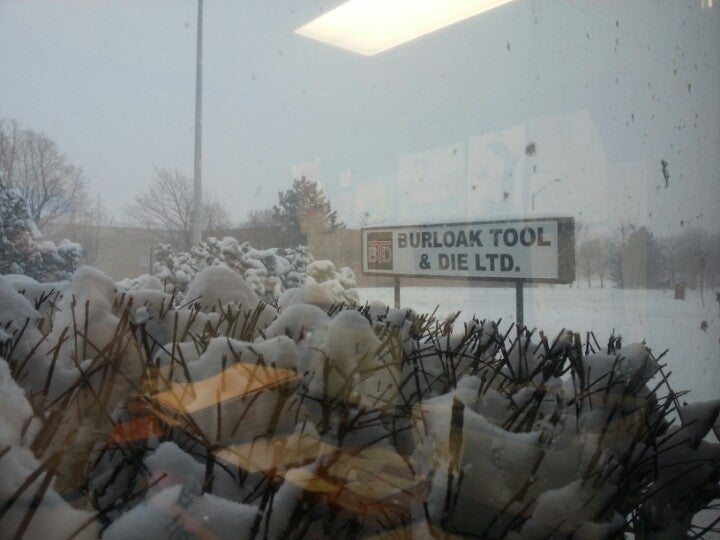 BTD
BURLOAK TOOL
& DIE LTD.